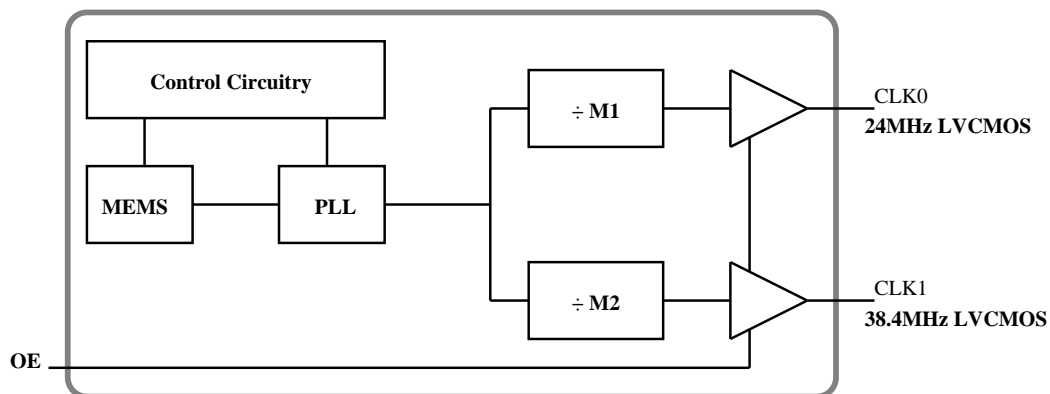 Control Circuitry
÷ M1
CLK0
24MHz LVCMOS
MEMS
PLL
÷ M2
CLK1
38.4MHz LVCMOS
OE